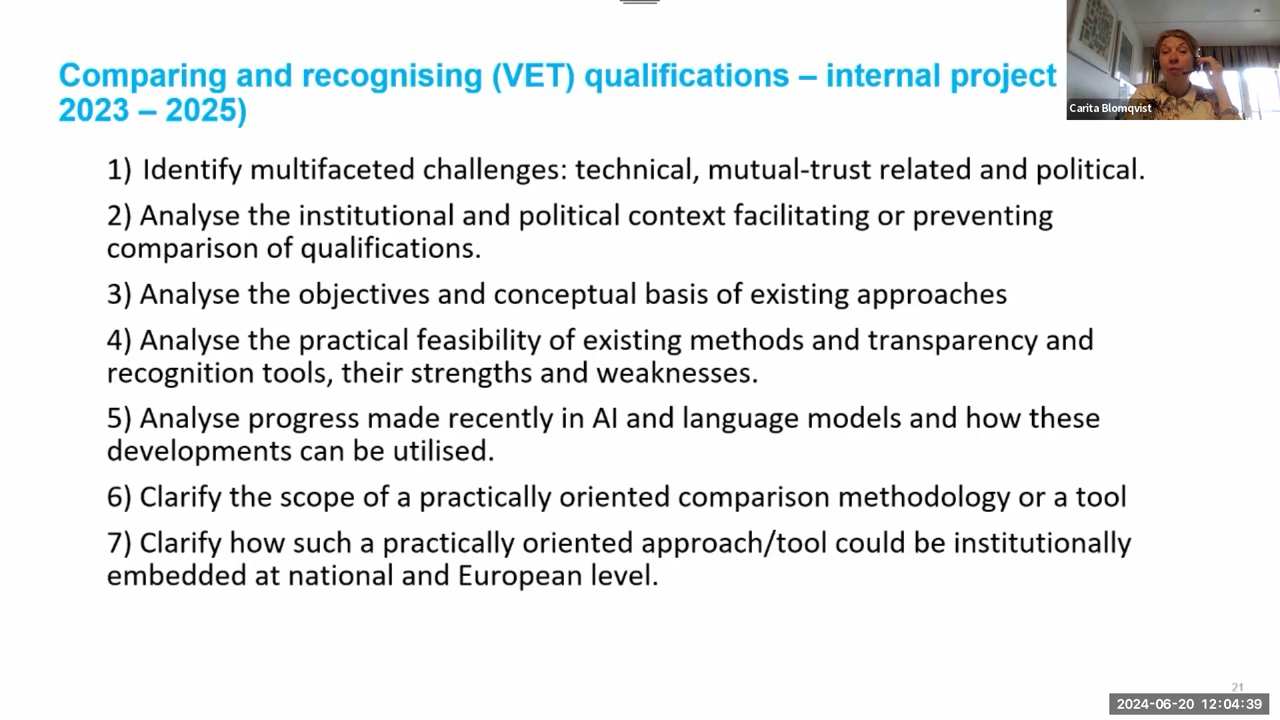 Comparing and recognising (VET) qualifications – internal project
2023 – 2025)
Carita Blomqvist
1) Identify multifaceted challenges: technical, mutual-trust related and political.
2) Analyse the institutional and political context facilitating or preventing
comparison of qualifications.
3) Analyse the objectives and conceptual basis of existing approaches
4) Analyse the practical feasibility of existing methods and transparency and
recognition tools, their strengths and weaknesses.
5) Analyse progress made recently in AI and language models and how these
developments can be utilised.
6) Clarify the scope of a practically oriented comparison methodology or a tool
7) Clarify how such a practically oriented approach/tool could be institutionally
embedded at national and European level.
21
2024-06-20 12:04:39